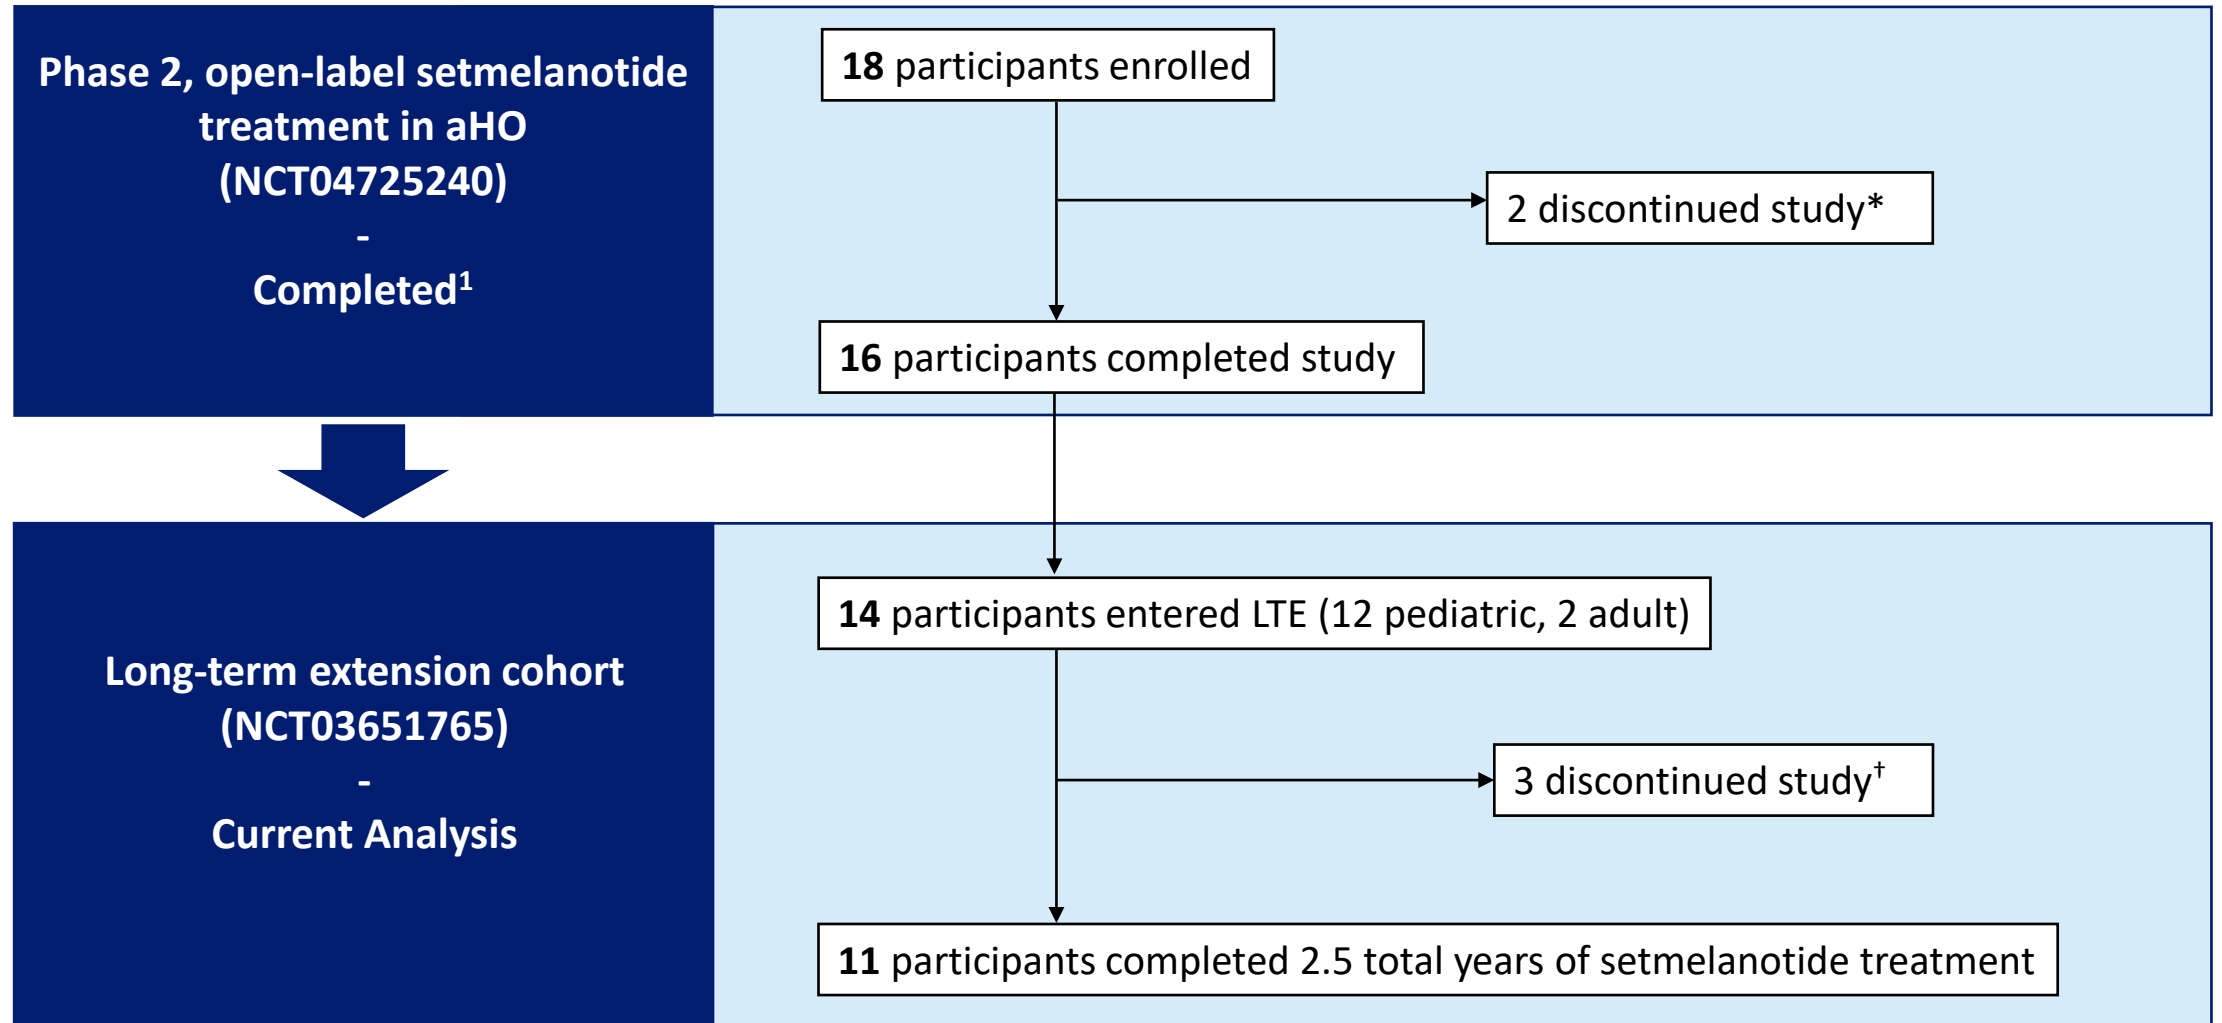 Phase 2, open-label setmelanotide
treatment in aHO
(NCT04725240)
-
Completed¹
18 participants enrolled
2 discontinued study*
16 participants completed study
Long-term extension cohort
(NCT03651765)
-
Current Analysis
14 participants entered LTE (12 pediatric, 2 adult)
3 discontinued study†
11 participants completed 2.5 total years of setmelanotide treatment